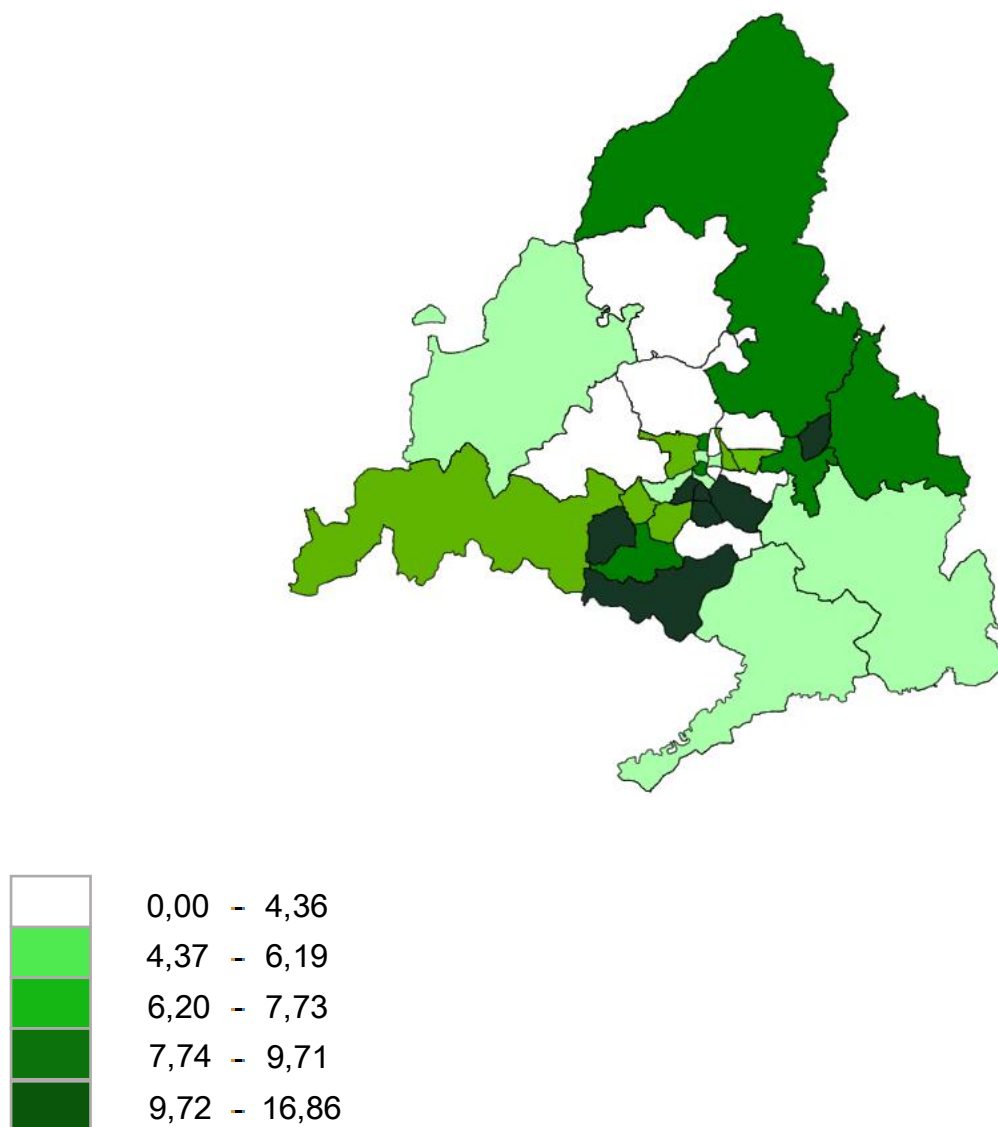 0,00 - 4,36
4,37 - 6,19
6,20 - 7,73
7,74 - 9,71
9,72 - 16,86